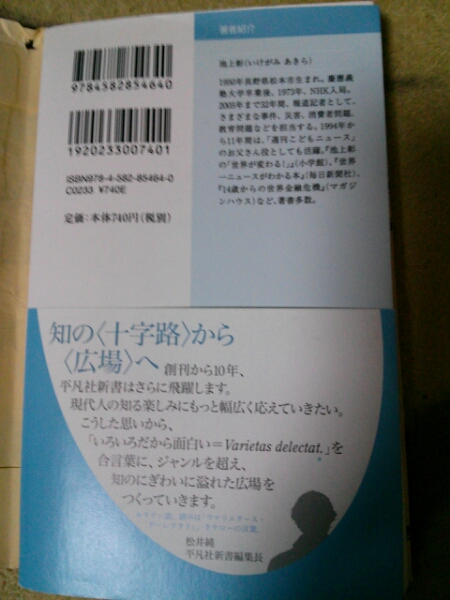 9784582854640
1920233007401
ISBN978-4-582-85464-0
C0233 ¥740E
定価:本体740円(税別)
著者紹介
池上彰(いけがみ あきら)
1950年長野県松本市生まれ。慶應義
塾大学卒業後、1973年、NHK入局。
2005年まで32年間、報道記者として、
さまざまな事件、災害、消費者問題、
教育問題などを担当する。1994年か
ら11年間は、「週刊こどもニュース」
のお父さん役としても活躍。『池上彰
の「世界が変わる!」』(小学館)、『世界
一ニュースがわかる本』(毎日新聞社)、
『14歳からの世界金融危機』(マガジ
ンハウス)など、著書多数。
知の〈十字路〉から
〈広場〉へ 創刊から10年、
平凡社新書はさらに飛躍します。
現代人の知る楽しみにもっと幅広く応えていきたい。
こうした思いから、
「いろいろだから面白い=Varietas delectat.」を
合言葉に、ジャンルを超え、
知のにぎわいに溢れた広場を
つくっていきます。
松井純
平凡社新書編集長